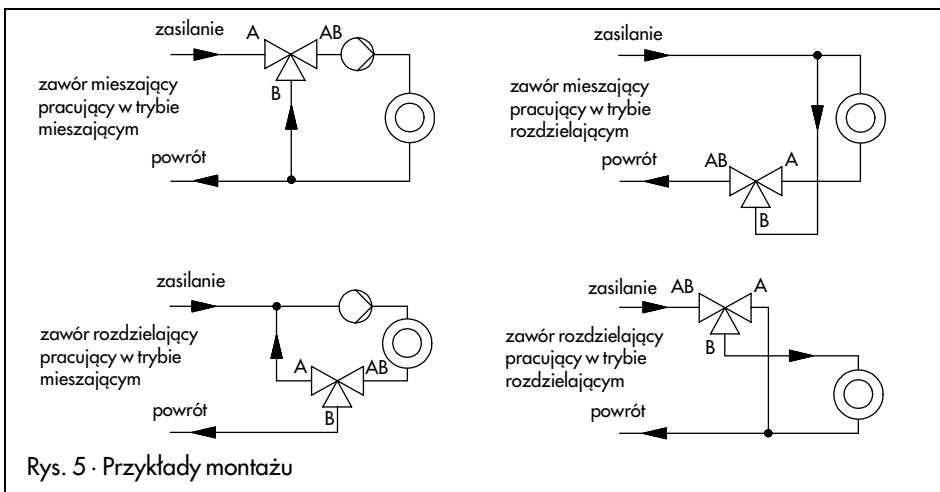 zasilanie
A
AB
B
zawór mieszający
pracujący w trybie
mieszającym
powrót
zasilanie
zawór mieszający
pracujący w trybie
rozdzielającym
powrót
AB
A
B
zasilanie
zawór rozdzielający
pracujący w trybie
mieszającym
A
AB
B
powrót
zasilanie
AB
A
B
zawór rozdzielający
pracujący w trybie
rozdzielającym
powrót
Rys. 5 · Przykłady montażu